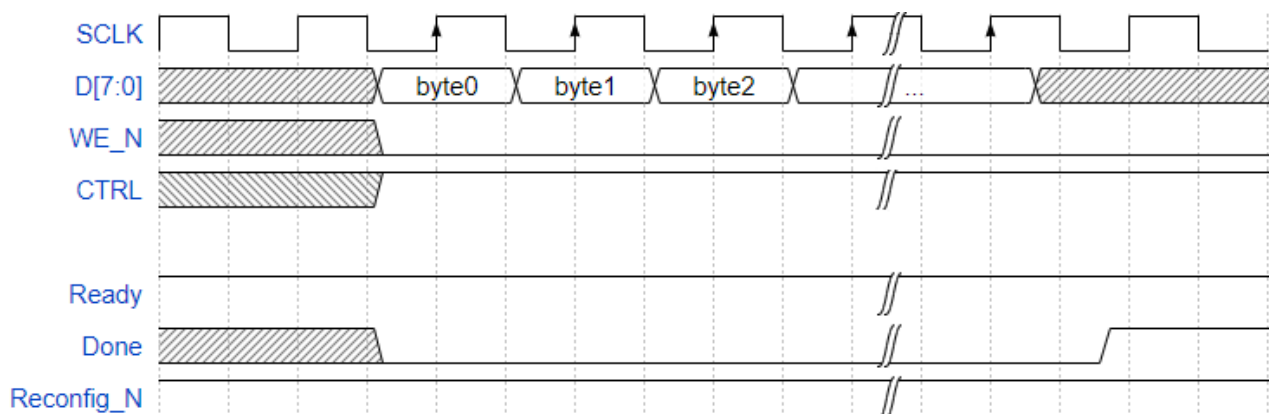 SCLK
D[7:0] byte0 byte1 byte2 ...
WE_N
CTRL
Ready
Done
Reconfig_N